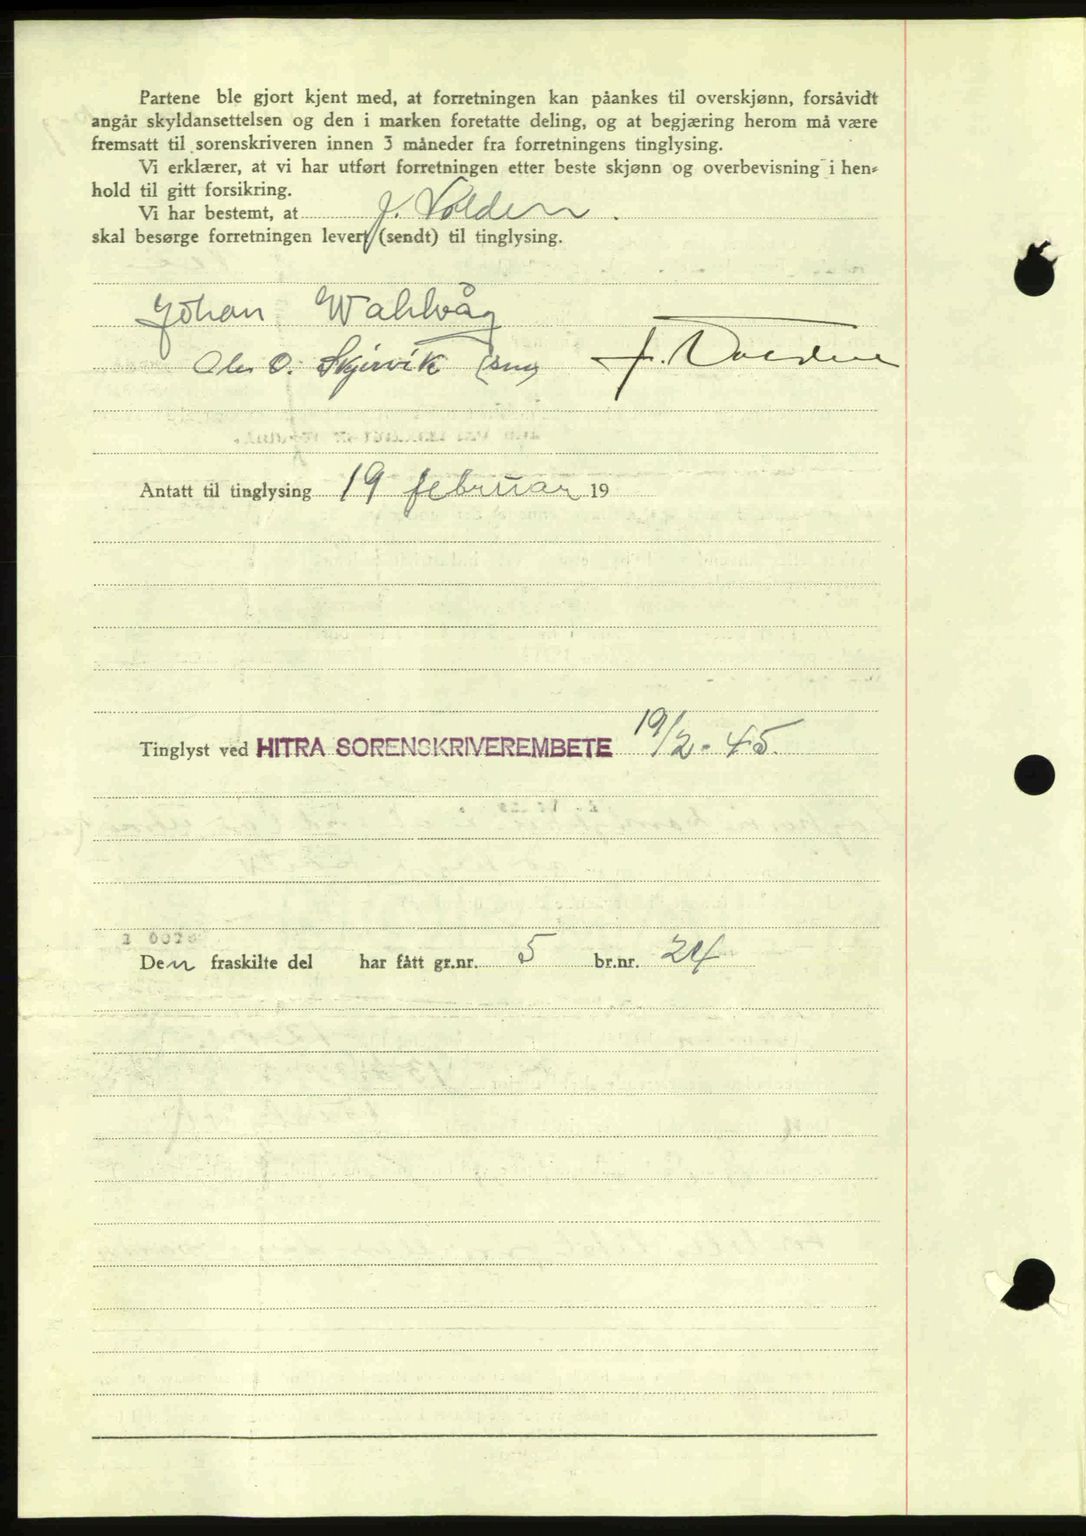 Partene ble gjort kjent med, at forretningen kan påankes til overskjønn, forsåvidt
angår skyldansettelsen og den i marken foretatte deling, og at begjæring herom må være
fremsatt til sorenskriveren innen 3 måneder fra forretningens tinglysing.
Vi erklærer, at vi har utført forretningen etter beste skjønn og overbevisning i hen-
hold til gitt forsikring.
Vi har bestemt, at J. Volden.
skal besørge forretningen levert (sendt) til tinglysing.
Johan Wahlvåg
Ole O. Skjervik J. Volden
Antatt til tinglysing 19 februar 19
Tinglyst ved HITRA SORENSKRIVEREMBETE 19/2-45.
Den fraskilte del har fått gr.nr. 5 br.nr. 24